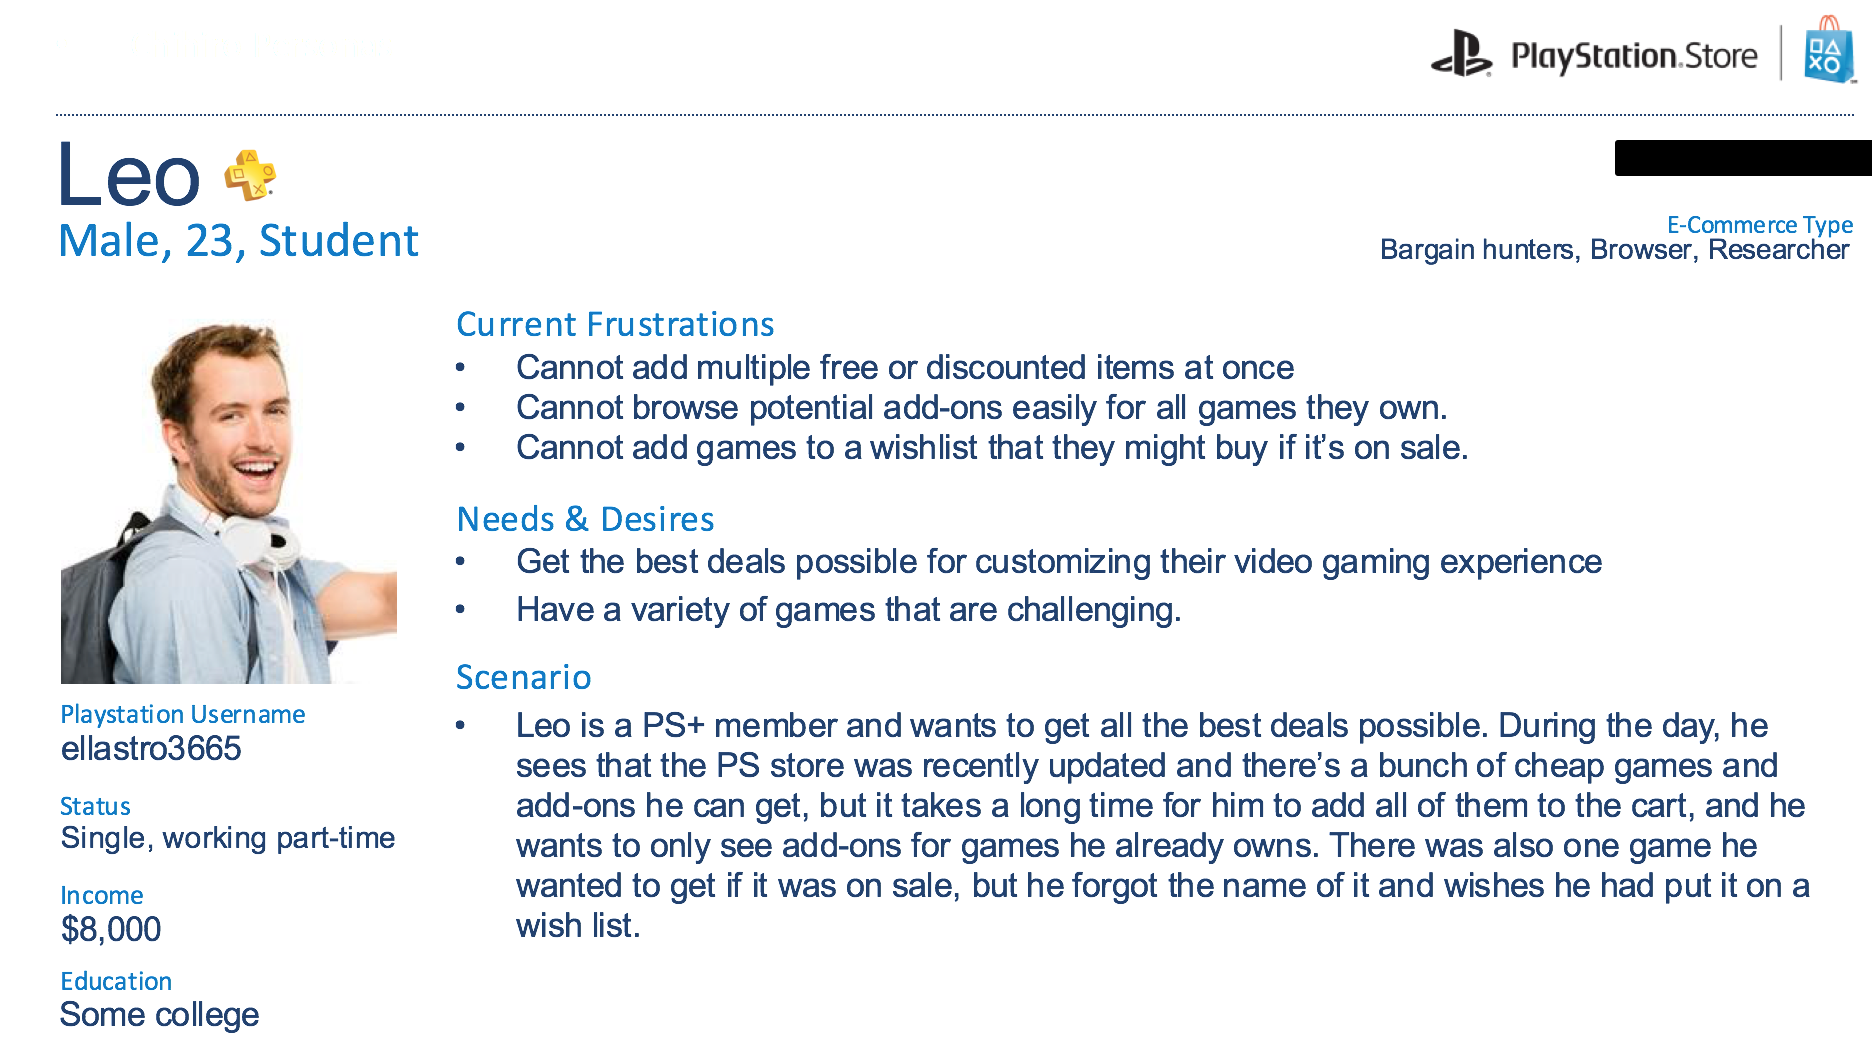 PlayStation.Store
Leo
Male, 23, Student
E-Commerce Type
Bargain hunters, Browser, Researcher
Current Frustrations
• Cannot add multiple free or discounted items at once
• Cannot browse potential add-ons easily for all games they own.
• Cannot add games to a wishlist that they might buy if it’s on sale.
Needs & Desires
• Get the best deals possible for customizing their video gaming experience
• Have a variety of games that are challenging.
Scenario
• Leo is a PS+ member and wants to get all the best deals possible. During the day, he
sees that the PS store was recently updated and there’s a bunch of cheap games and
add-ons he can get, but it takes a long time for him to add all of them to the cart, and he
wants to only see add-ons for games he already owns. There was also one game he
wanted to get if it was on sale, but he forgot the name of it and wishes he had put it on a
wish list.
Playstation Username
ellastro3665
Status
Single, working part-time
Income
$8,000
Education
Some college